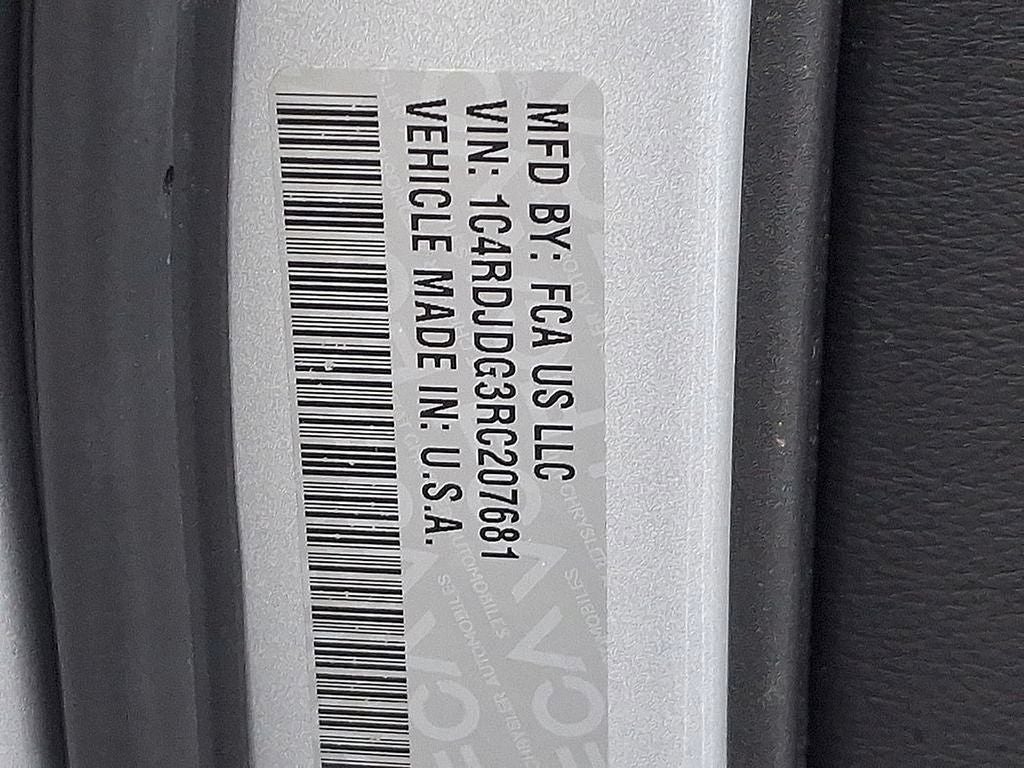 MFD BY: FCA US LLC
VIN: 1C4RDJDG3RC207681
VEHICLE MADE IN: U.S.A.